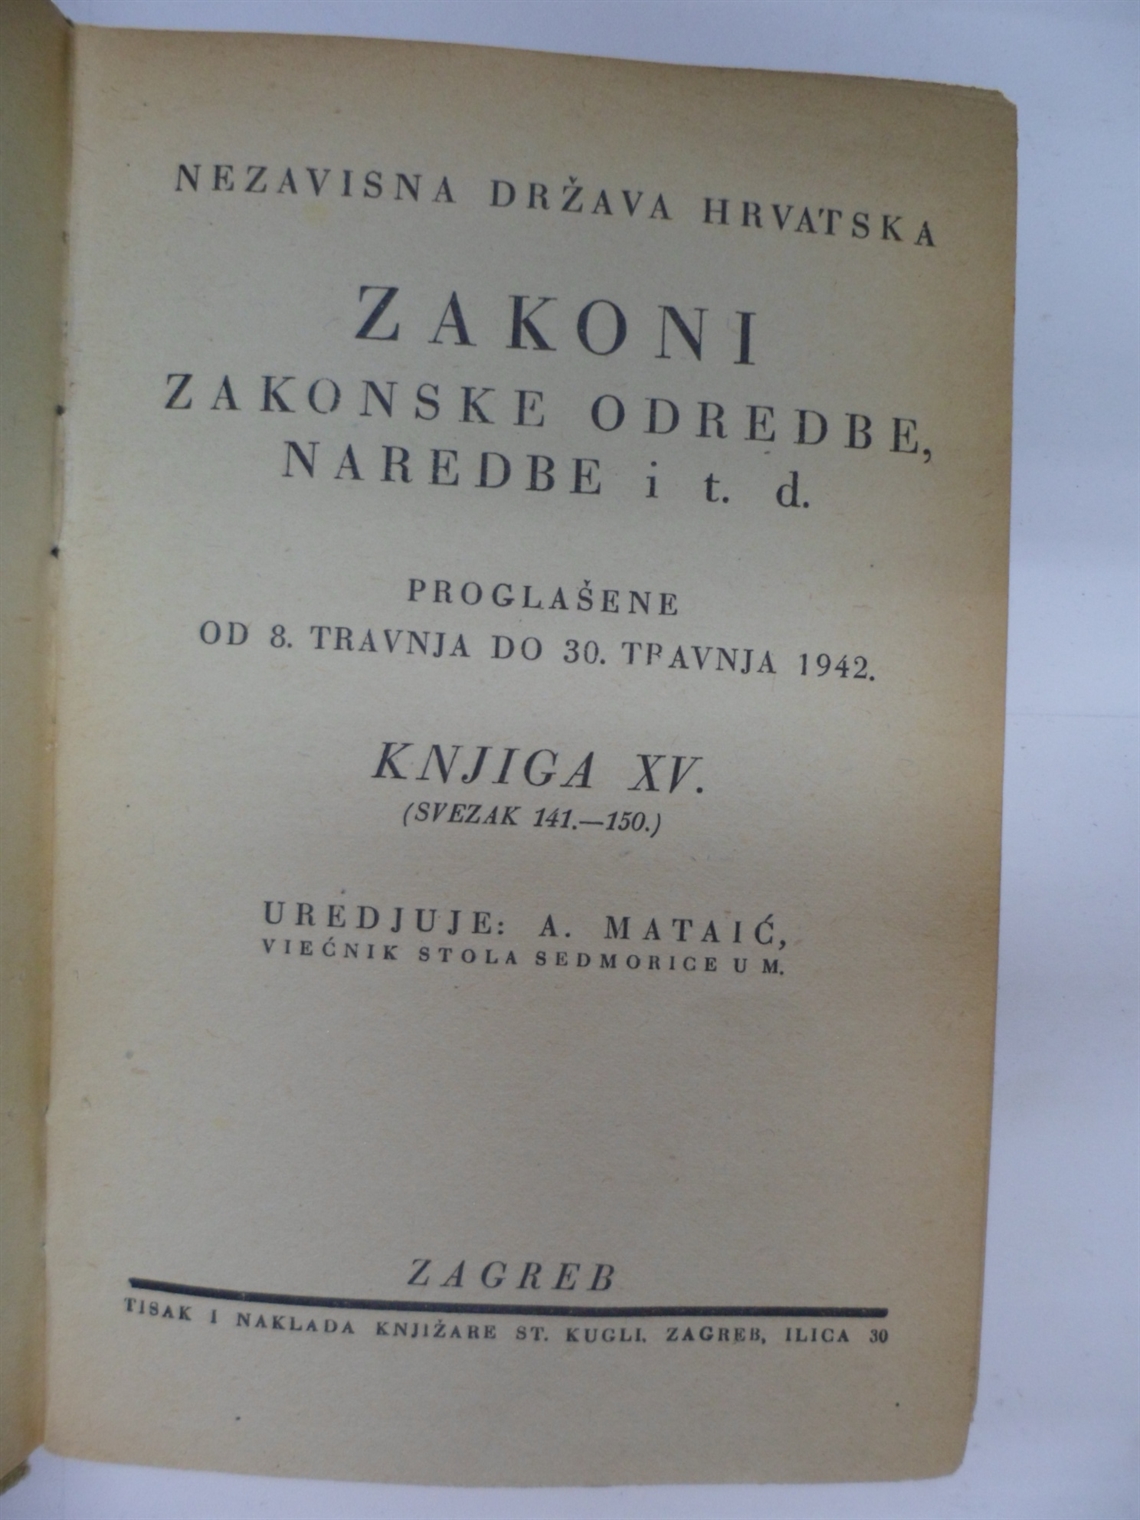 NEZAVISNA DRŽAVA HRVATSKA
ZAKONI
ZAKONSKE ODREDBE,
NAREDBE i t. d.
PROGLAŠENE
OD 8. TRAVNJA DO 30. TRAVNJA 1942.
KNJIGA XV.
(SVEZAK 141.—150.)
UREDJUJE: A. MATAIĆ,
VIEĆNIK STOLA SEDMORICE U M.
ZAGREB
TISAK I NAKLADA KNJIŽARE ST. KUGLI, ZAGREB, ILICA 30